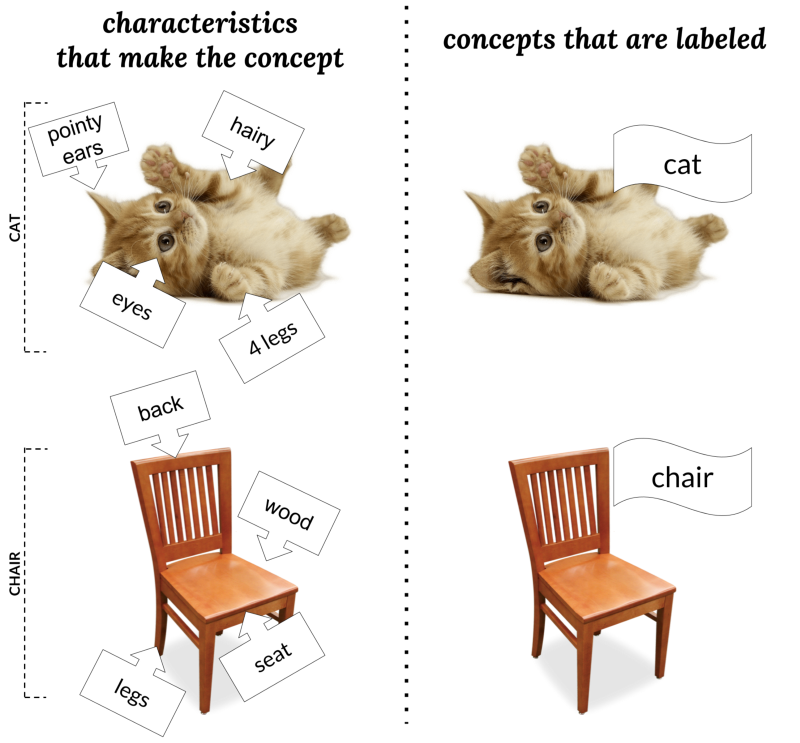 characteristics
that make the concept
concepts that are labeled
CAT
pointy
ears
hairy
eyes
4 legs
cat
CHAIR
back
wood
legs
seat
chair